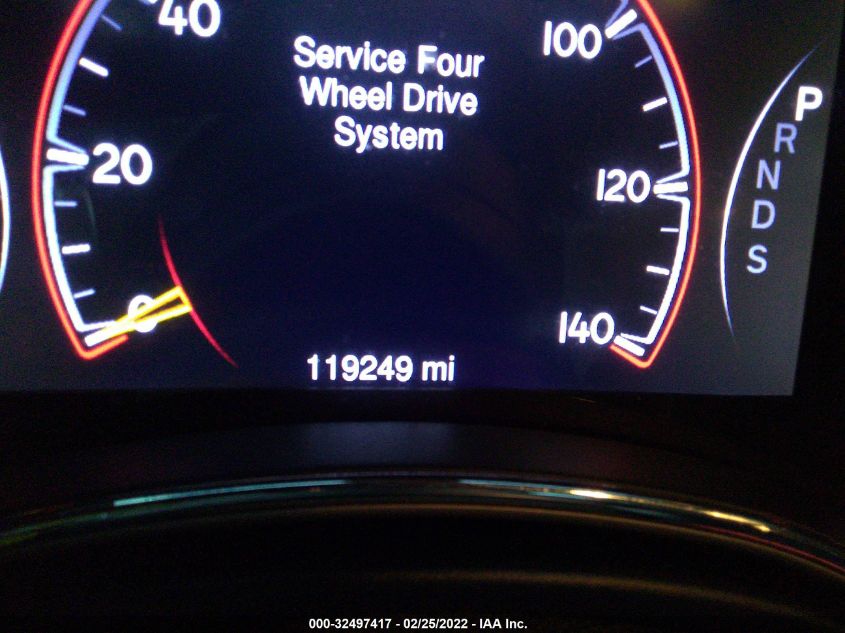 40
100
Service Four
Wheel Drive
System
P
R
20
120
N
D
S
0
140
119249 mi
000-32497417 - 02/25/2022 - IAA Inc.